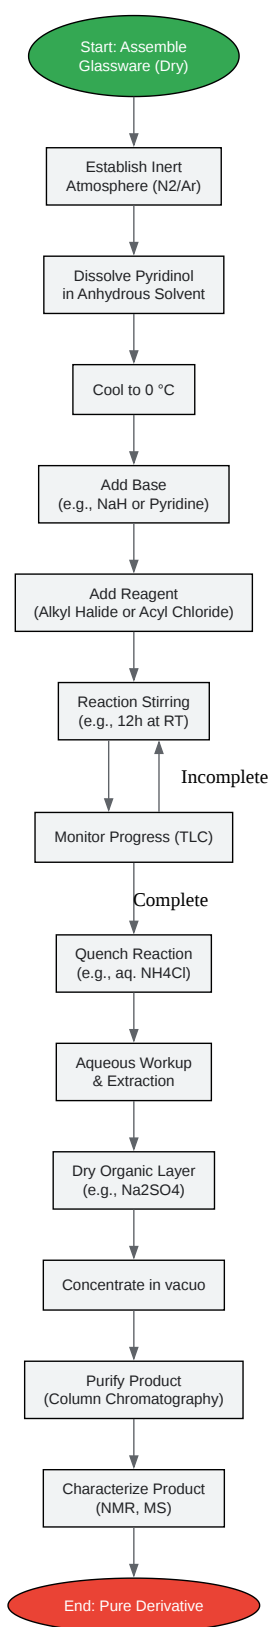 Start: Assemble
Glassware (Dry)
Establish Inert
Atmosphere (N2/Ar)
Dissolve Pyridinol
in Anhydrous Solvent
Cool to 0 °C
Add Base
(e.g., NaH or Pyridine)
Add Reagent
(Alkyl Halide or Acyl Chloride)
Reaction Stirring
(e.g., 12h at RT)
Incomplete
Monitor Progress (TLC)
Complete
Quench Reaction
(e.g., aq. NH4Cl)
Aqueous Workup
& Extraction
Dry Organic Layer
(e.g., Na2SO4)
Concentrate in vacuo
Purify Product
(Column Chromatography)
Characterize Product
(NMR, MS)
End: Pure Derivative